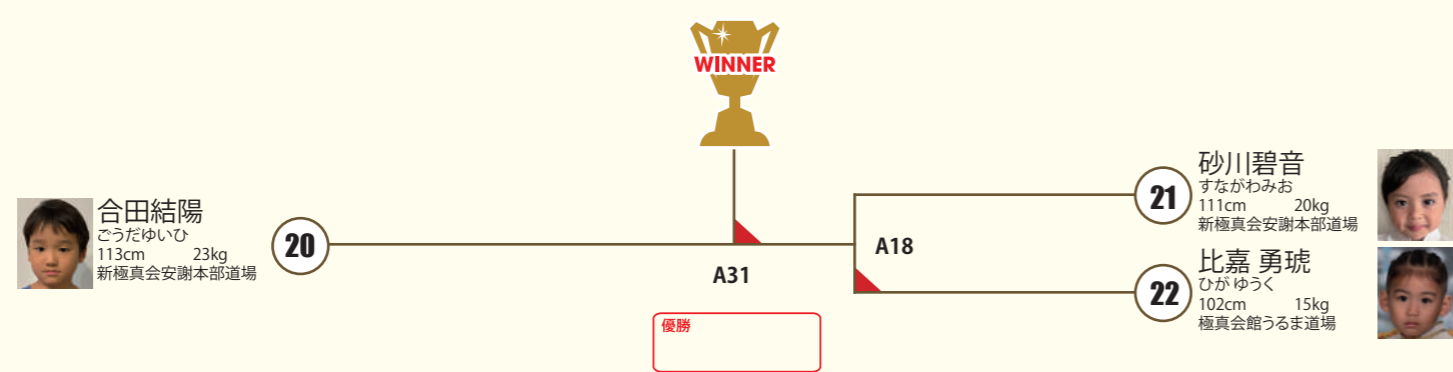 WINNER
合田結陽
ごうだゆいひ
113cm 23kg
新極真会安謝本部道場
20
A31
A18
優勝
21
砂川碧音
すながわみお
111cm 20kg
新極真会安謝本部道場
22
比嘉 勇琥
ひが ゆうく
102cm 15kg
極真会館うるま道場